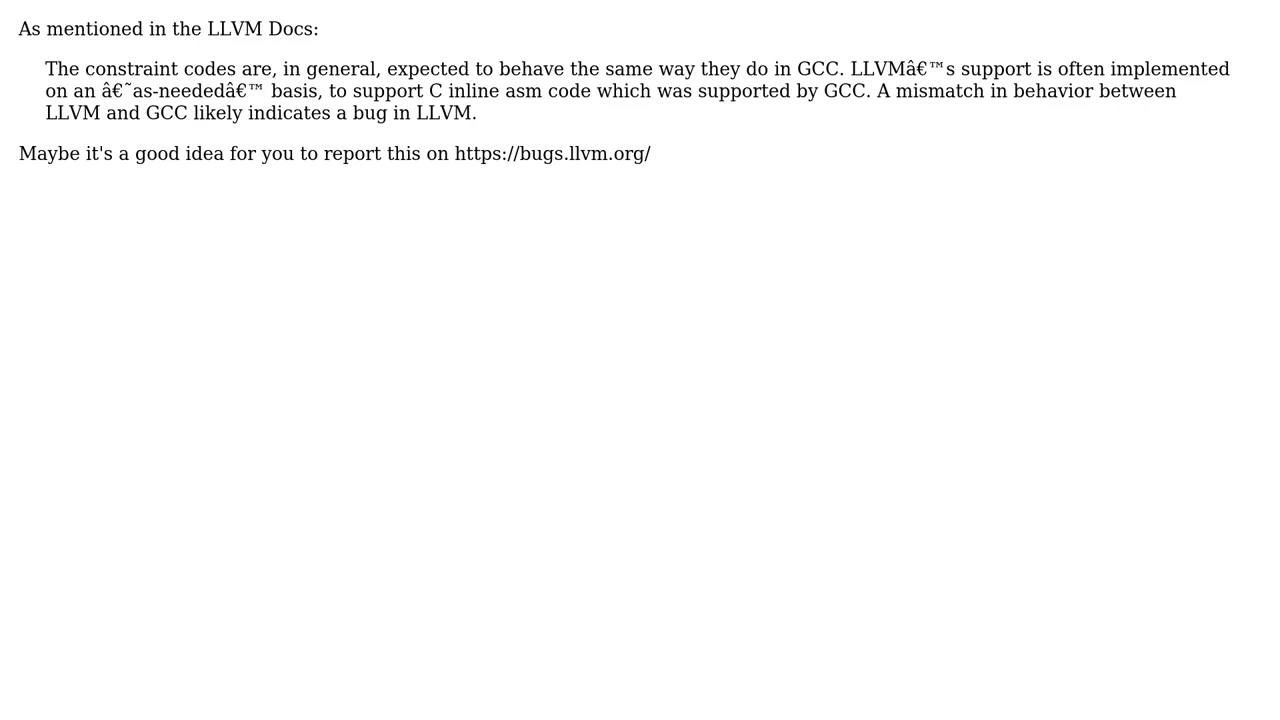 As mentioned in the LLVM Docs:
The constraint codes are, in general, expected to behave the same way they do in GCC. LLVMâ€™s support is often implemented
on an â€˜as-neededâ€™ basis, to support C inline asm code which was supported by GCC. A mismatch in behavior between
LLVM and GCC likely indicates a bug in LLVM.
Maybe it's a good idea for you to report this on https://bugs.llvm.org/